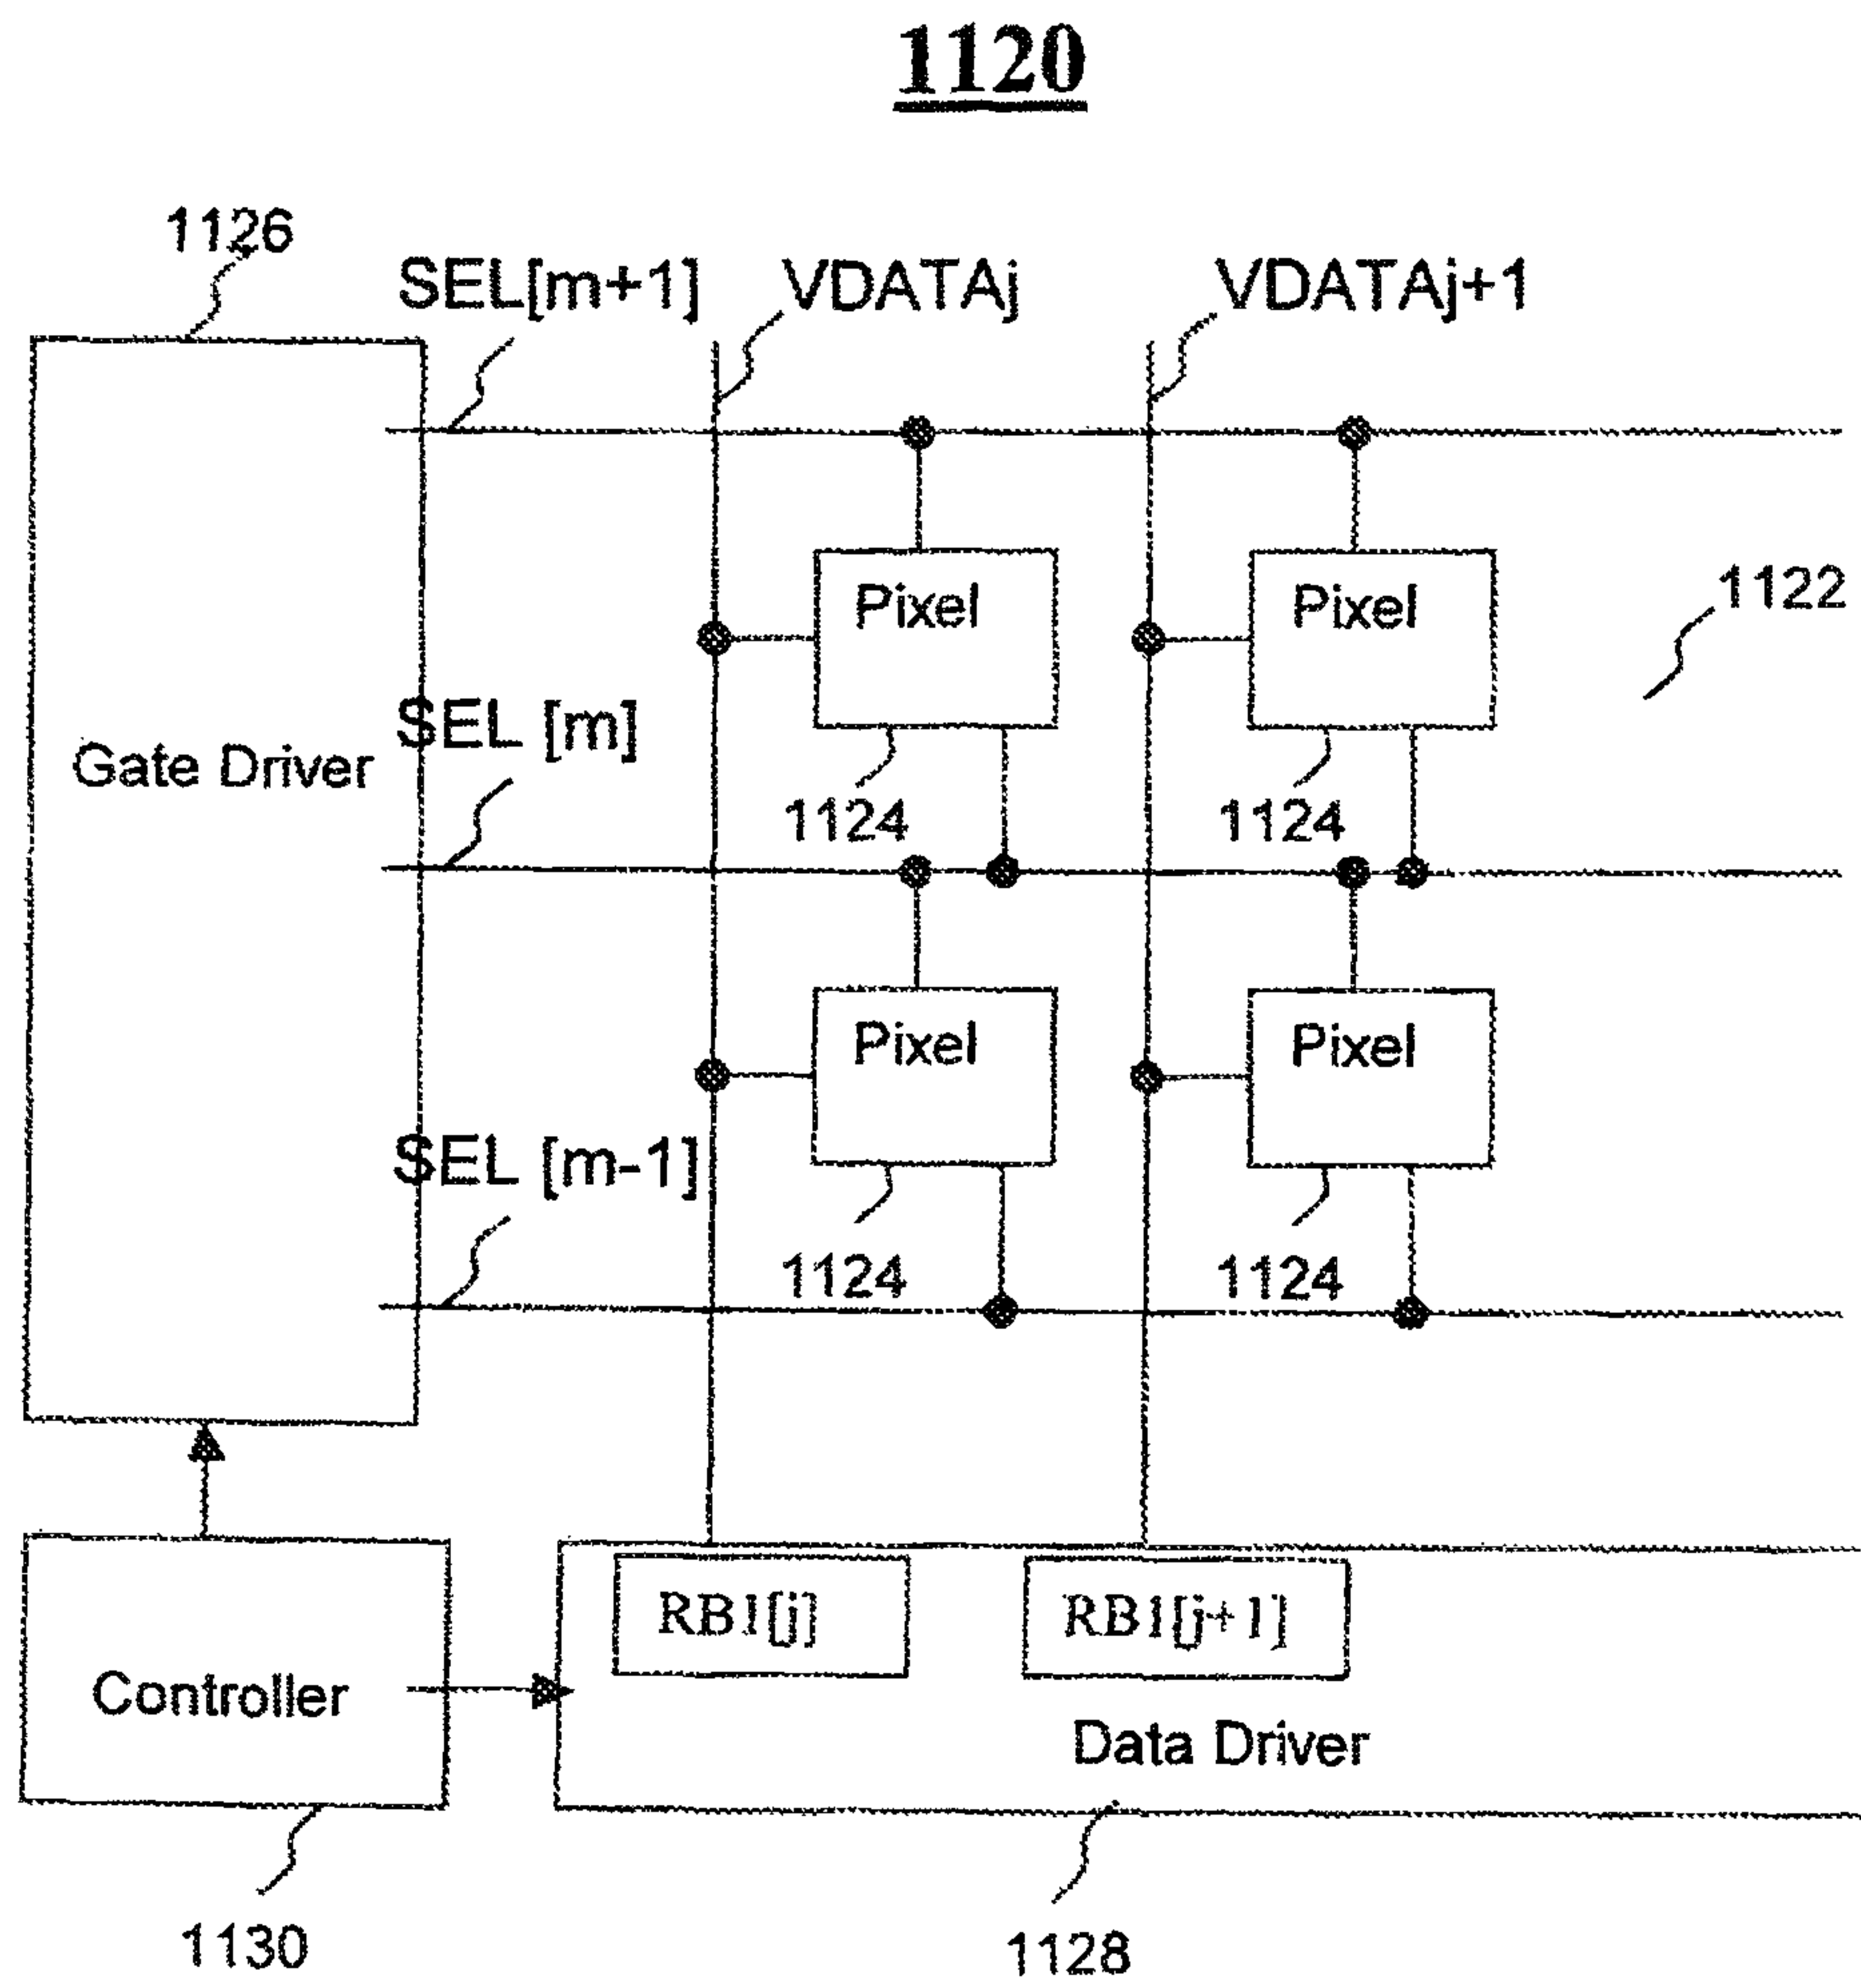 1120
1126
SEL[m+1]
VDATAj
VDATAj+1
Pixel
Pixel
1122
SEL [m]
Gate Driver
1124
1124
Pixel
Pixel
SEL [m-1]
1124
1124
RB1[j]
RB1[j+1]
Controller
Data Driver
1130
1128